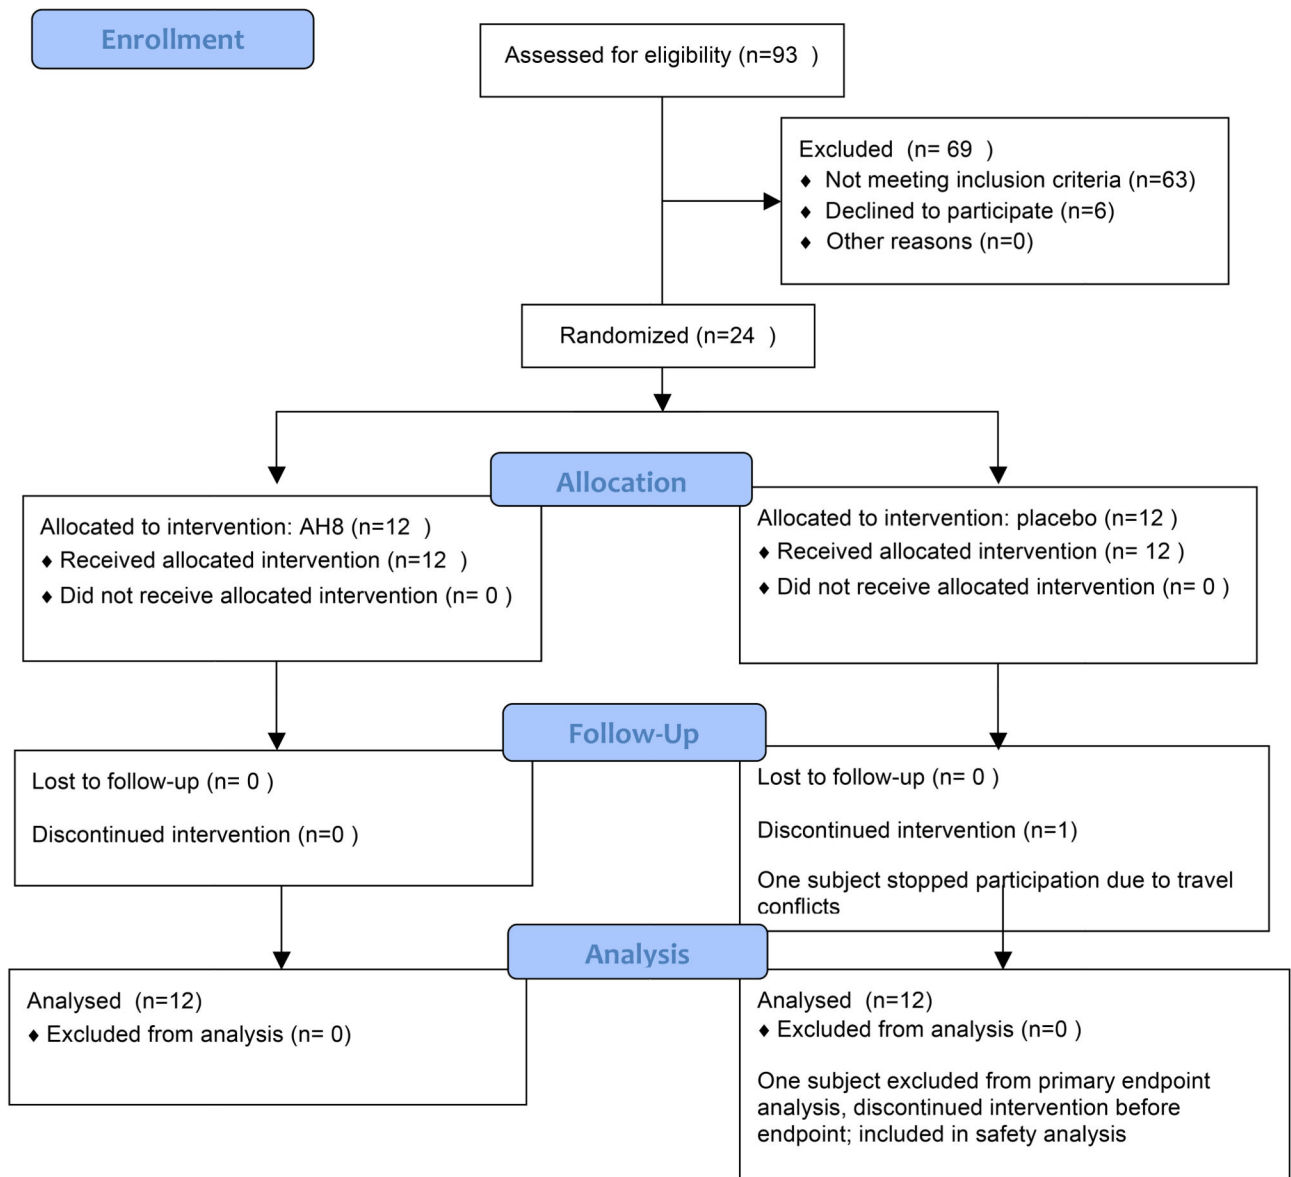 Enrollment
Assessed for eligibility (n=93 )
Excluded (n= 69 )
♦ Not meeting inclusion criteria (n=63)
♦ Declined to participate (n=6)
♦ Other reasons (n=0)
Randomized (n=24 )
Allocation
Allocated to intervention: AH8 (n=12 )
♦ Received allocated intervention (n=12 )
♦ Did not receive allocated intervention (n= 0 )
Allocated to intervention: placebo (n=12 )
♦ Received allocated intervention (n= 12 )
♦ Did not receive allocated intervention (n= 0 )
Follow-Up
Lost to follow-up (n= 0 )
Discontinued intervention (n=0 )
Lost to follow-up (n= 0 )
Discontinued intervention (n=1)
One subject stopped participation due to travel
conflicts
Analysis
Analysed (n=12)
♦ Excluded from analysis (n= 0)
Analysed (n=12)
♦ Excluded from analysis (n=0 )
One subject excluded from primary endpoint
analysis, discontinued intervention before
endpoint; included in safety analysis